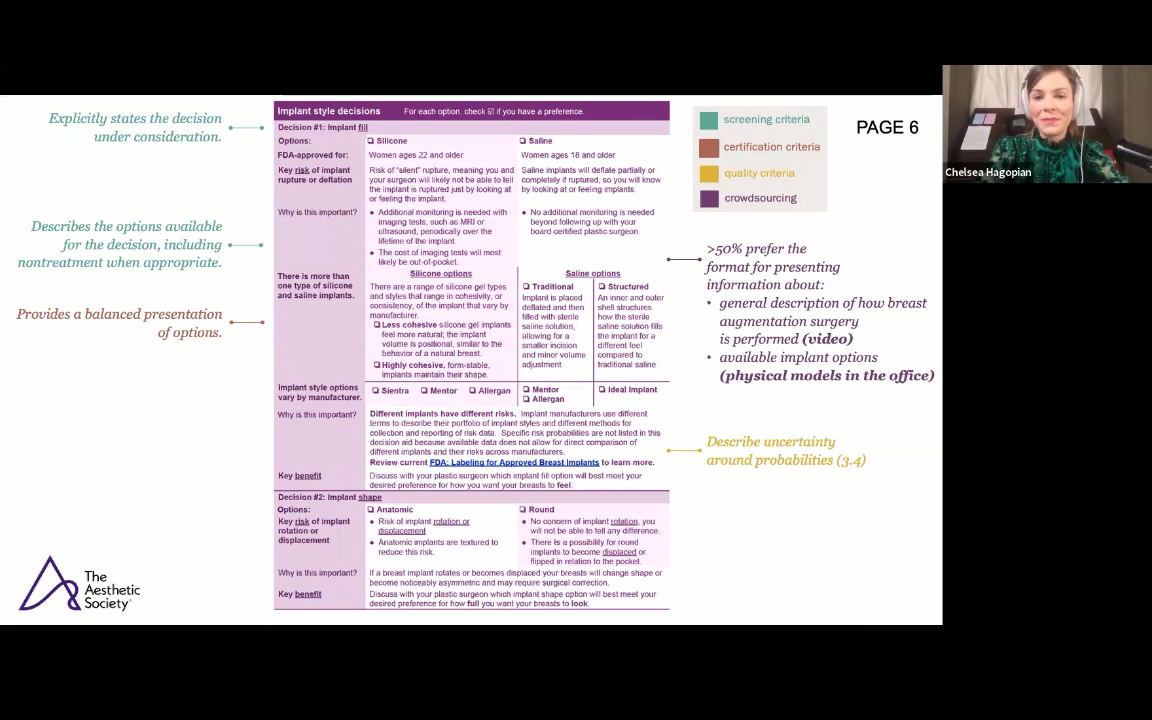 Explicitly states the decision
under consideration.
Describes the options available
for the decision, including
nontreatment when appropriate.
Provides a balanced presentation
of options.
The
Aesthetic
Society
Implant style decisions For each option, check ☑ if you have a preference.
Decision #1: Implant fill
Options: ❑ Silicone ❑ Saline
FDA-approved for: Women ages 22 and older Women ages 18 and older
Key risk of implant
rupture or deflation
Risk of "silent" rupture, meaning you and
your surgeon will likely not be able to tell
the implant is ruptured just by looking at
or feeling the implant.
Saline implants will deflate partially or
completely if ruptured, so you will know
by looking at or feeling implants.
Why is this important?
• Additional monitoring is needed with
imaging tests, such as MRI or
ultrasound, periodically over the
lifetime of the implant.
• The cost of imaging tests will most
likely be out-of-pocket.
• No additional monitoring is needed
beyond following up with your
board-certified plastic surgeon.
There is more than
one type of silicone
and saline implants.
Silicone options
There are a range of silicone gel types
and styles that range in cohesivity, or
consistency, of the implant that vary by
manufacturer.
❑ Less cohesive silicone gel implants
feel more natural; the implant
volume is positional, similar to the
behavior of a natural breast.
❑ Highly cohesive, form-stable,
implants maintain their shape.
Saline options
❑ Traditional
Implant is placed
deflated and then
filled with sterile
saline solution,
allowing for a
smaller incision
and minor volume
adjustment
❑ Structured
An inner and outer
shell structures
how the sterile
saline solution fills
the implant for a
different feel
compared to
traditional saline
Implant style options
vary by manufacturer.
❑ Sientra ❑ Mentor ❑ Allergan
❑ Mentor
❑ Allergan
❑ Ideal Implant
Why is this important?
Different implants have different risks. Implant manufacturers use different
terms to describe their portfolio of implant styles and different methods for
collection and reporting of risk data. Specific risk probabilities are not listed in this
decision aid because available data does not allow for direct comparison of
different implants and their risks across manufacturers.
Review current FDA: Labeling for Approved Breast Implants to learn more.
Key benefit
Discuss with your plastic surgeon which implant fill option will best meet your
desired preference for how you want your breasts to feel.
Decision #2: Implant shape
Options: ❑ Anatomic ❑ Round
Key risk of implant
rotation or
displacement
• Risk of implant rotation or
displacement
• Anatomic implants are textured to
reduce this risk.
• No concern of implant rotation, you
will not be able to tell any difference.
• There is a possibility for round
implants to become displaced or
flipped in relation to the pocket.
Why is this important?
If a breast implant rotates or becomes displaced your breasts will change shape or
become noticeably asymmetric and may require surgical correction.
Key benefit
Discuss with your plastic surgeon which implant shape option will best meet your
desired preference for how full you want your breasts to look.
screening criteria
certification criteria
quality criteria
crowdsourcing
PAGE 6
>50% prefer the
format for presenting
information about:
• general description of how breast
augmentation surgery
is performed (video)
• available implant options
(physical models in the office)
Describe uncertainty
around probabilities (3.4)
Chelsea Hagopian